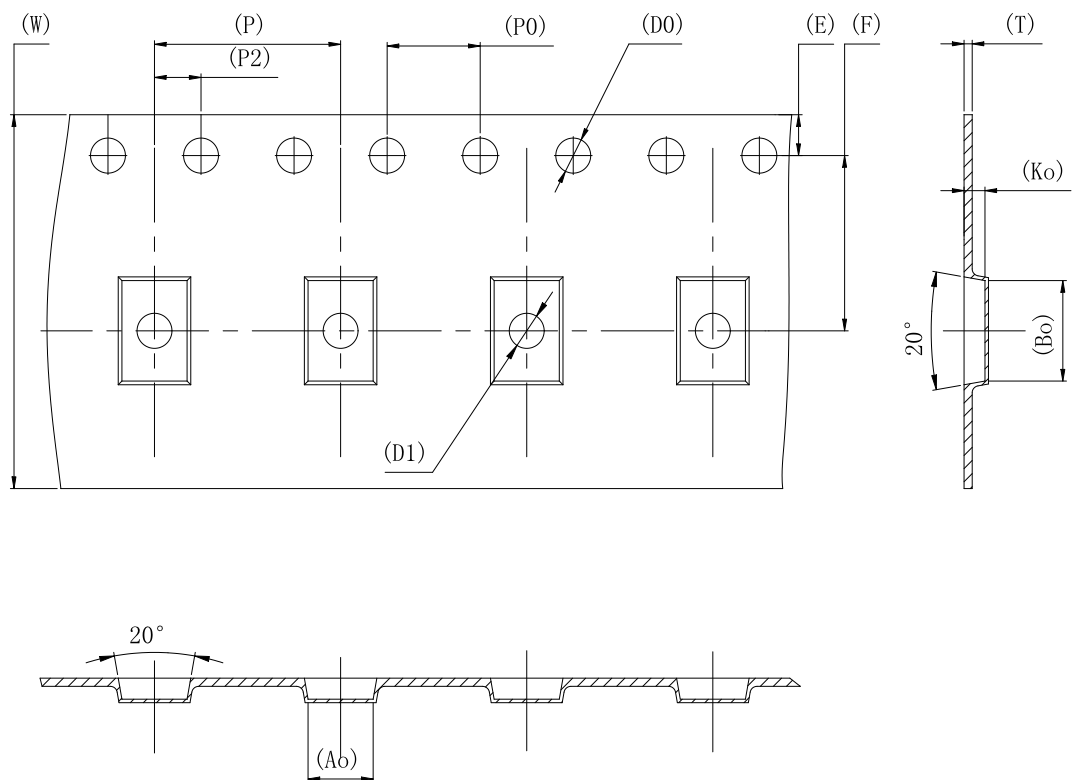 (W)
(P)
(P0)
(D0)
(E)
(F)
(T)
(P2)
(Ko)
20°
(Bo)
(D1)
20°
(Ao)